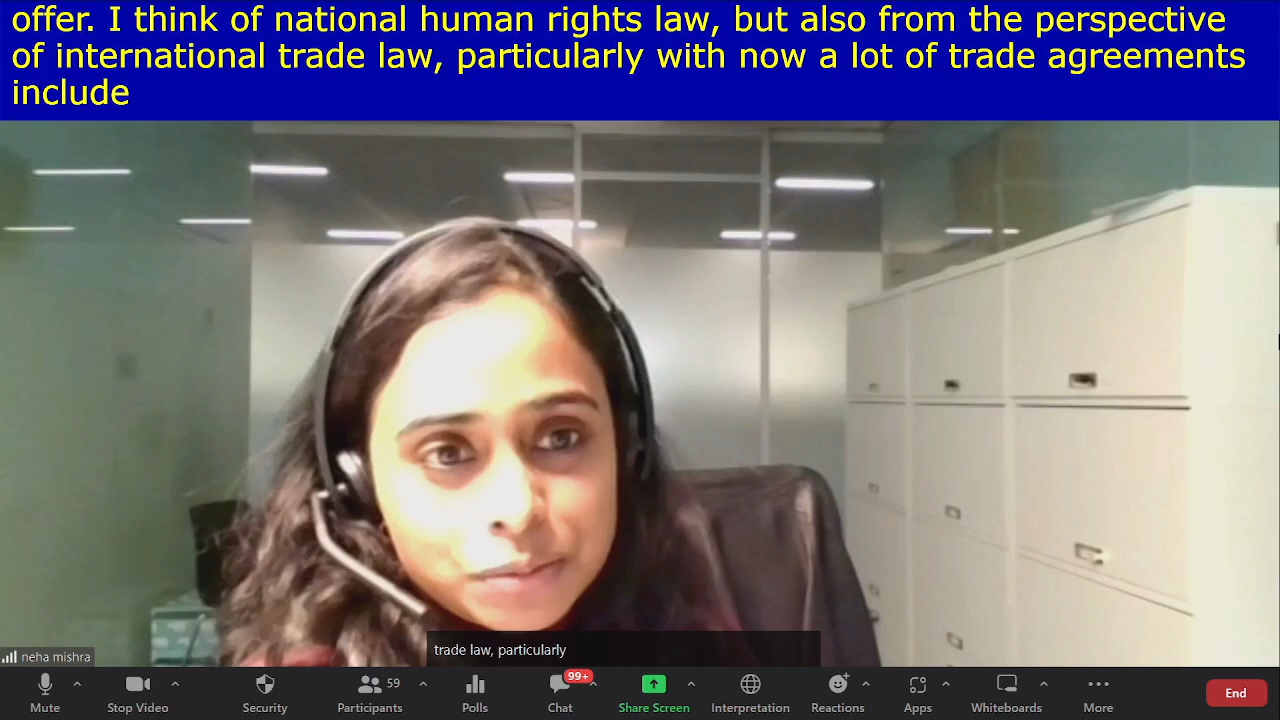 offer. I think of national human rights law, but also from the perspective
of international trade law, particularly with now a lot of trade agreements
include
trade law, particularly
neha mishra
59
99+
Mute
Stop Video
Security
Participants
Polls
Chat
Share Screen
Interpretation
Reactions
Apps
Whiteboards
More
End